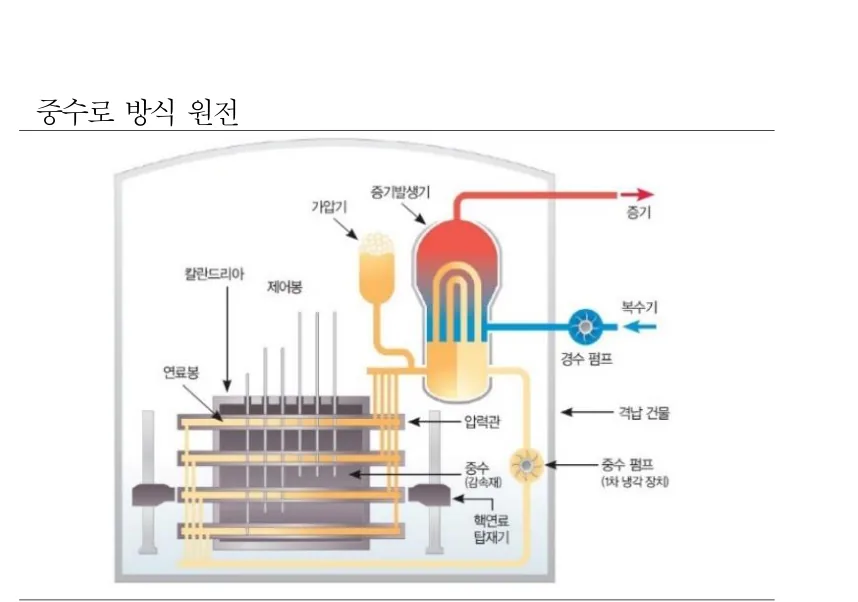 중수로 방식 원전
증기발생기
가압기
증기
칼란드리아
제어봉
복수기
경수 펌프
연료봉
격납 건물
압력관
중수
(감속재)
중수 펌프
(1차 냉각 장치)
핵연료
탑재기